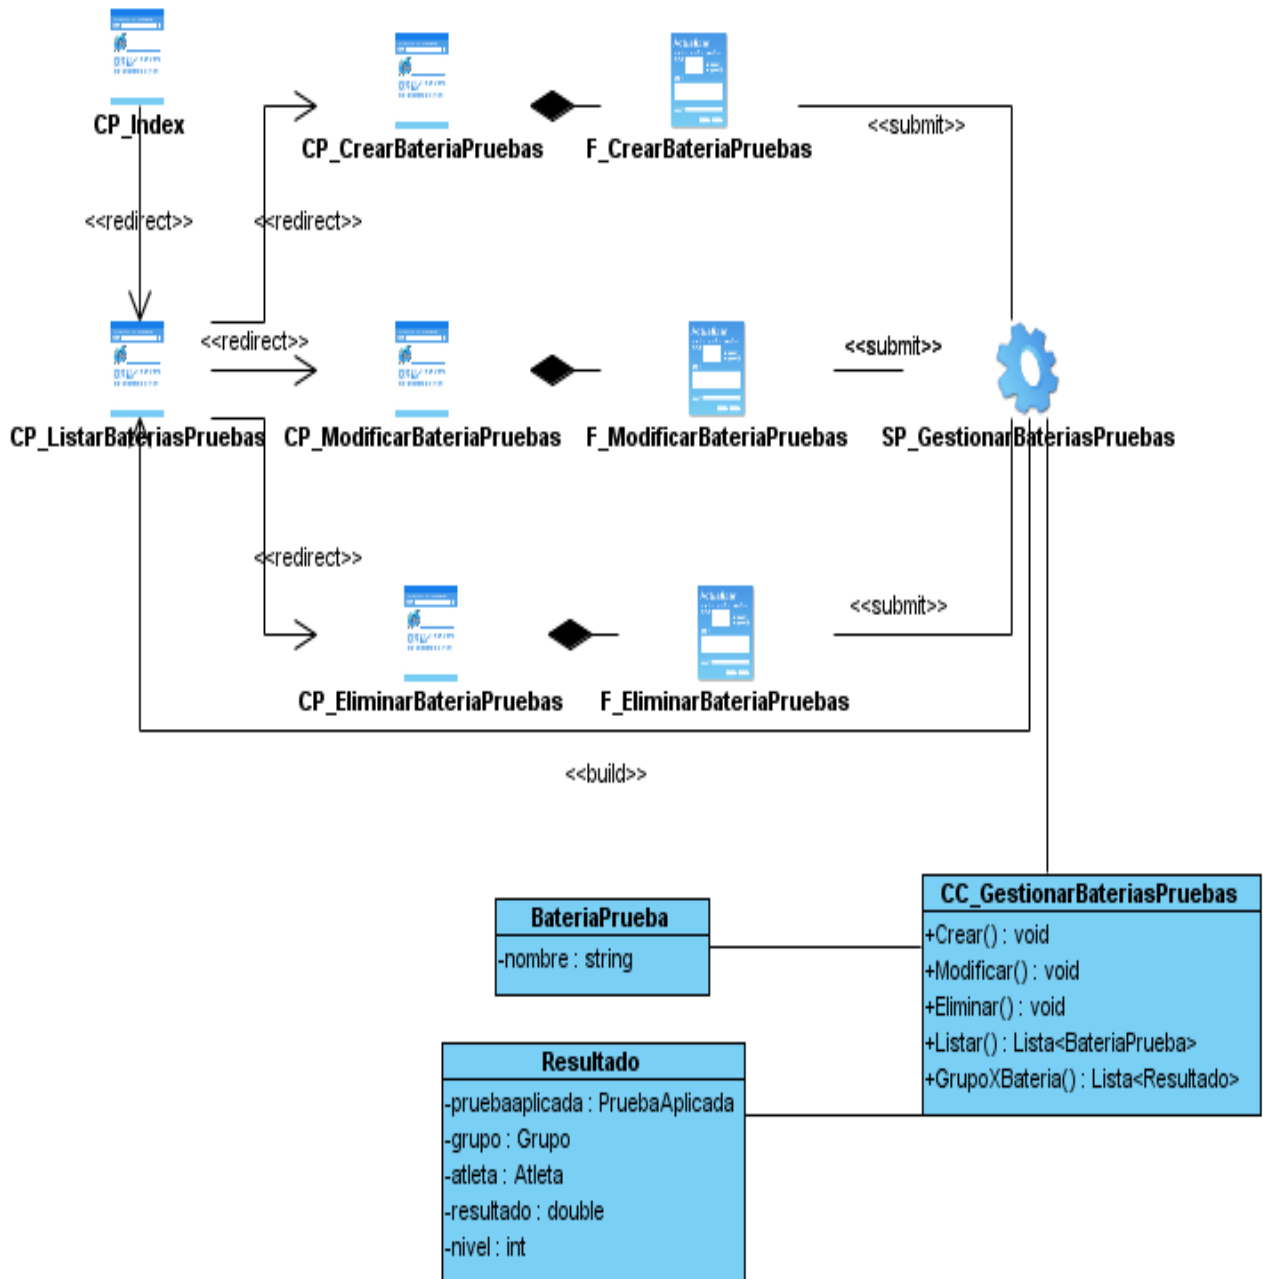 CP_Index
CP_CrearBateriaPruebas
F_CrearBateriaPruebas
<<submit>>
<<redirect>>
<<redirect>>
<<redirect>>
<<submit>>
Actualizar
CP_ListarBateriasPruebas
CP_ModificarBateriaPruebas
F_ModificarBateriaPruebas
SP_GestionarBateriasPruebas
<<redirect>>
<<submit>>
Actualizar
CP_EliminarBateriaPruebas
F_EliminarBateriaPruebas
<<build>>
CC_GestionarBateriasPruebas
+Crear() : void
+Modificar() : void
+Eliminar() : void
+Listar() : Lista<BateriaPrueba>
+GrupoXBateria() : Lista<Resultado>
BateriaPrueba
-nombre : string
Resultado
-pruebaaplicada : PruebaAplicada
-grupo : Grupo
-atleta : Atleta
-resultado : double
-nivel : int